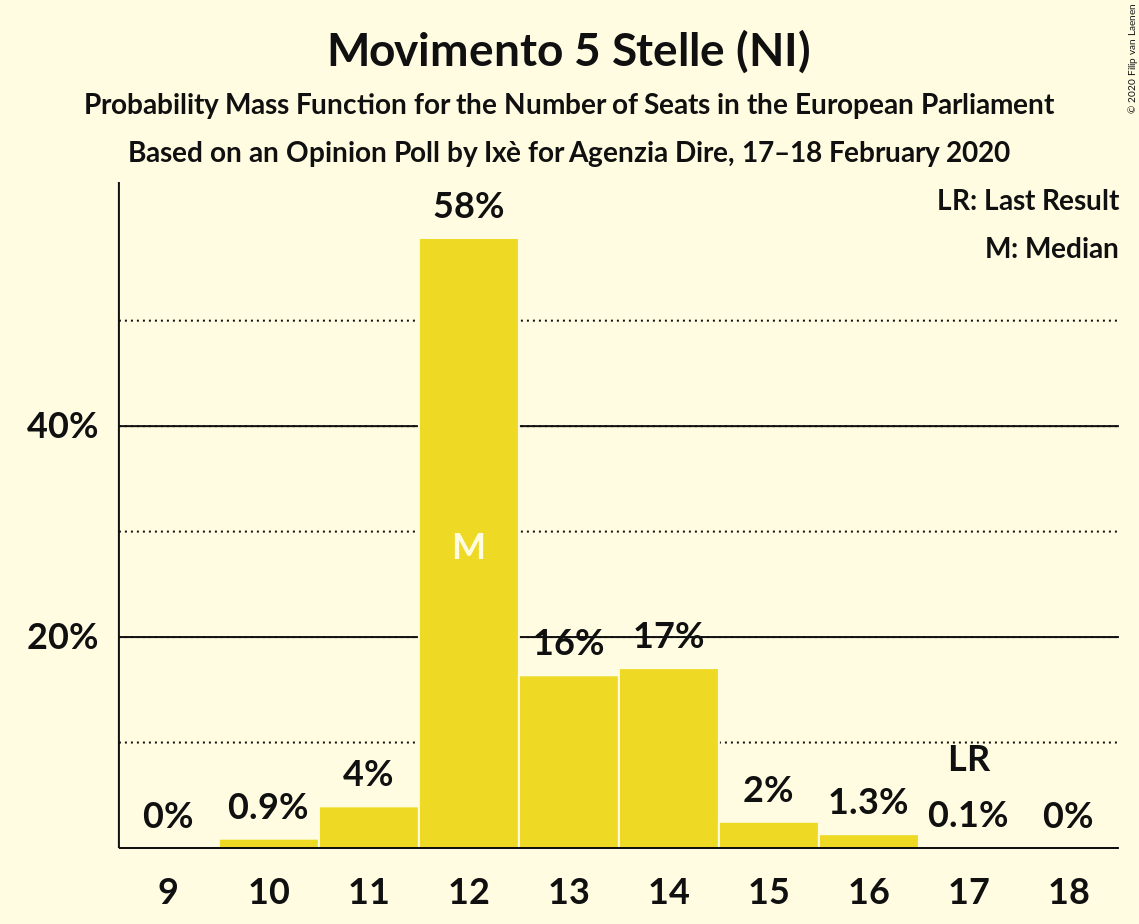 Movimento 5 Stelle (NI)
Probability Mass Function for the Number of Seats in the European Parliament
Based on an Opinion Poll by Ixè for Agenzia Dire, 17–18 February 2020
© 2020 Filip van Laenen
LR: Last Result
M: Median
58%
40%
M
20%
16%
17%
LR
4%
2%
1.3%
0.9%
0.1%
0%
0%
9 10 11 12 13 14 15 16 17 18